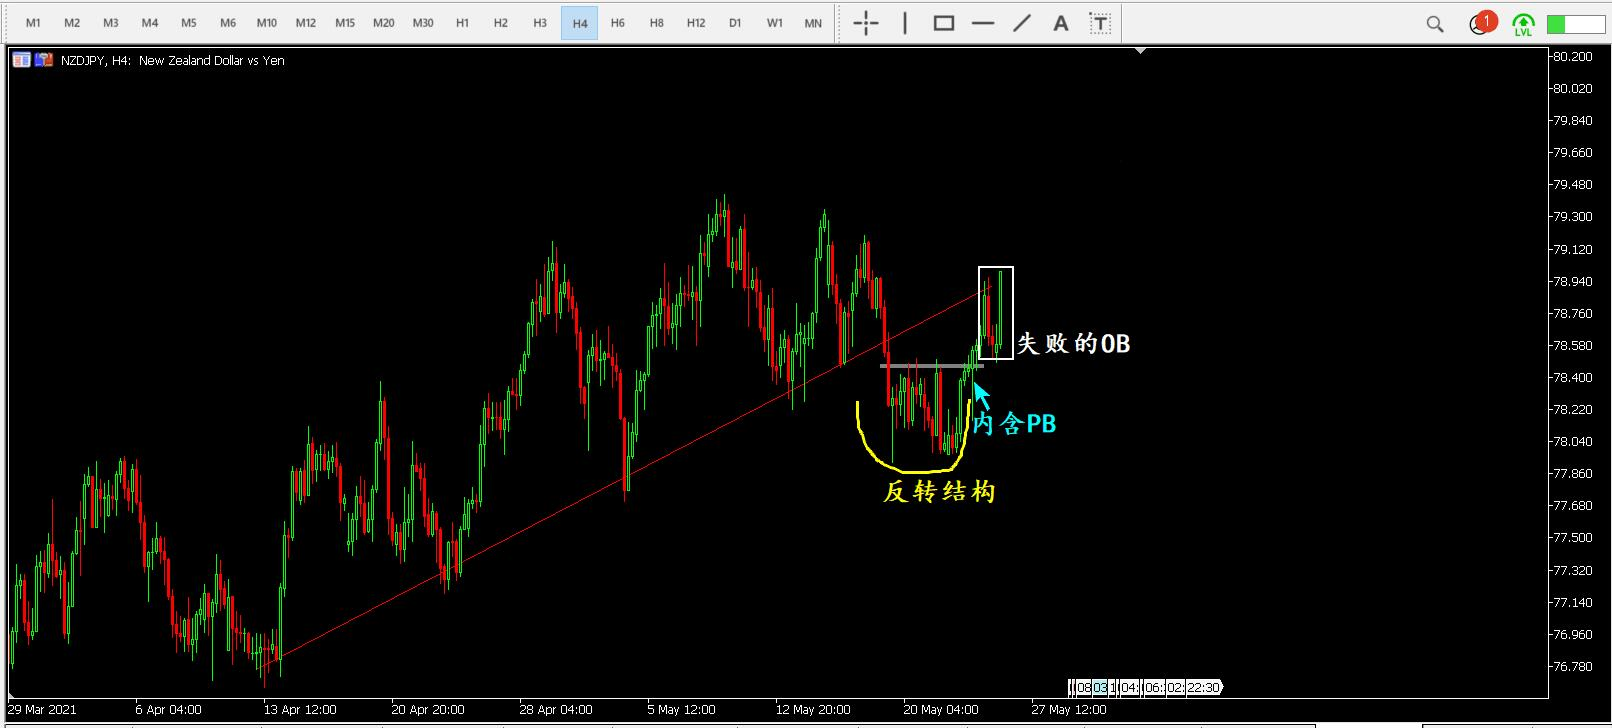 M1 M2 M3 M4 M5 M6 M10 M12 M15 M20 M30 H1 H2 H3 H4 H6 H8 H12 D1 W1 MN A T 1 LVL
NZDJPY, H4: New Zealand Dollar vs Yen
80.200
80.020
79.840
79.660
79.480
79.300
79.120
78.940
78.760
失败的OB
78.580
78.400
内含PB
78.220
78.040
反转结构
77.860
77.680
77.500
77.320
77.140
76.960
76.780
08 03 04: 06: 02: 22:30
29 Mar 2021 6 Apr 04:00 13 Apr 12:00 20 Apr 20:00 28 Apr 04:00 5 May 12:00 12 May 20:00 20 May 04:00 27 May 12:00